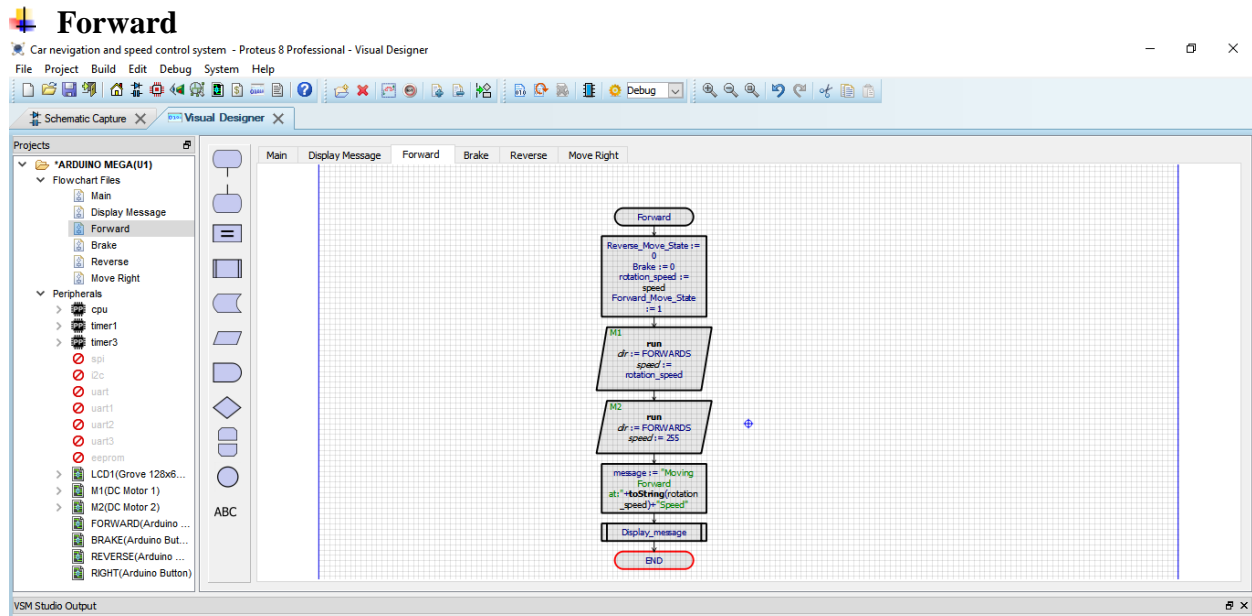 Forward
Car nevigation and speed control system - Proteus 8 Professional - Visual Designer
File Project Build Edit Debug System Help
Debug
Schematic Capture
Visual Designer
Projects
*ARDUINO MEGA(U1)
Flowchart Files
Main
Display Message
Forward
Brake
Reverse
Move Right
Peripherals
cpu
timer1
timer3
spi
i2c
uart
uart1
uart2
uart3
eeprom
LCD1(Grove 128x6...
M1(DC Motor 1)
M2(DC Motor 2)
FORWARD(Arduino ...
BRAKE(Arduino But...
REVERSE(Arduino ...
RIGHT(Arduino Button)
ABC
Main Display Message Forward Brake Reverse Move Right
Forward
Reverse_Move_State :=
0
Brake := 0
rotation_speed :=
speed
Forward_Move_State
:= 1
M1
run
dir := FORWARDS
speed :=
rotation_speed
M2
run
dir := FORWARDS
speed := 255
message := "Moving
Forward
at:"+toString(rotation
_speed)+"Speed"
Display_message
END
VSM Studio Output